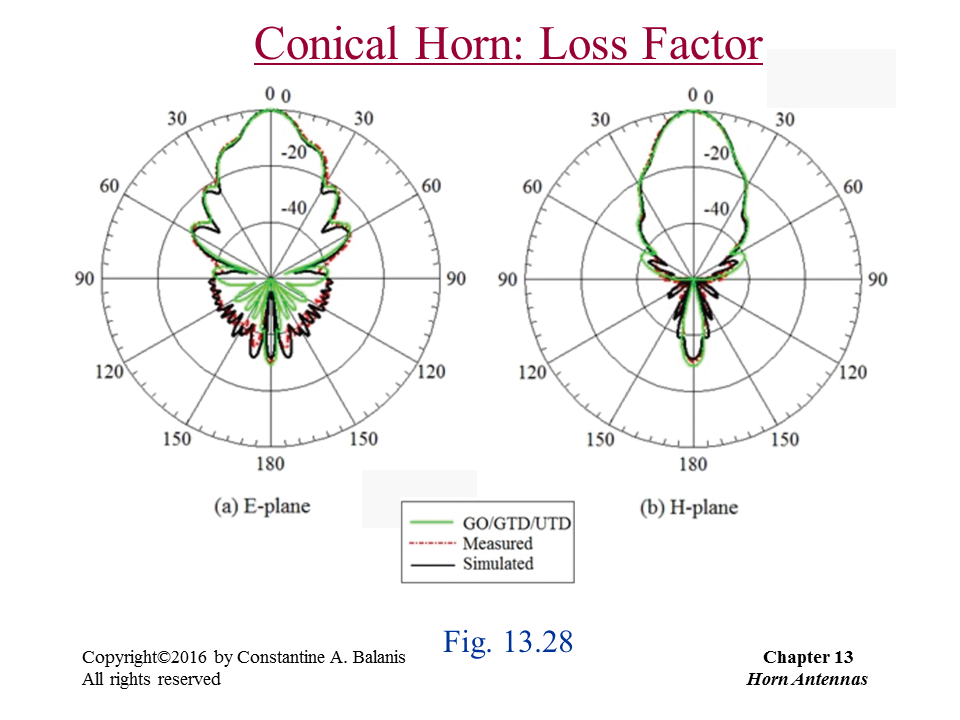 Conical Horn: Loss Factor
0 0
30 30
-20
60 60
-40
90 90
120 120
150 150
180
(a) E-plane
0 0
30 30
-20
60 60
-40
90 90
120 120
150 150
180
(b) H-plane
GO/GTD/UTD
Measured
Simulated
Fig. 13.28
Copyright©2016 by Constantine A. Balanis
All rights reserved
Chapter 13
Horn Antennas